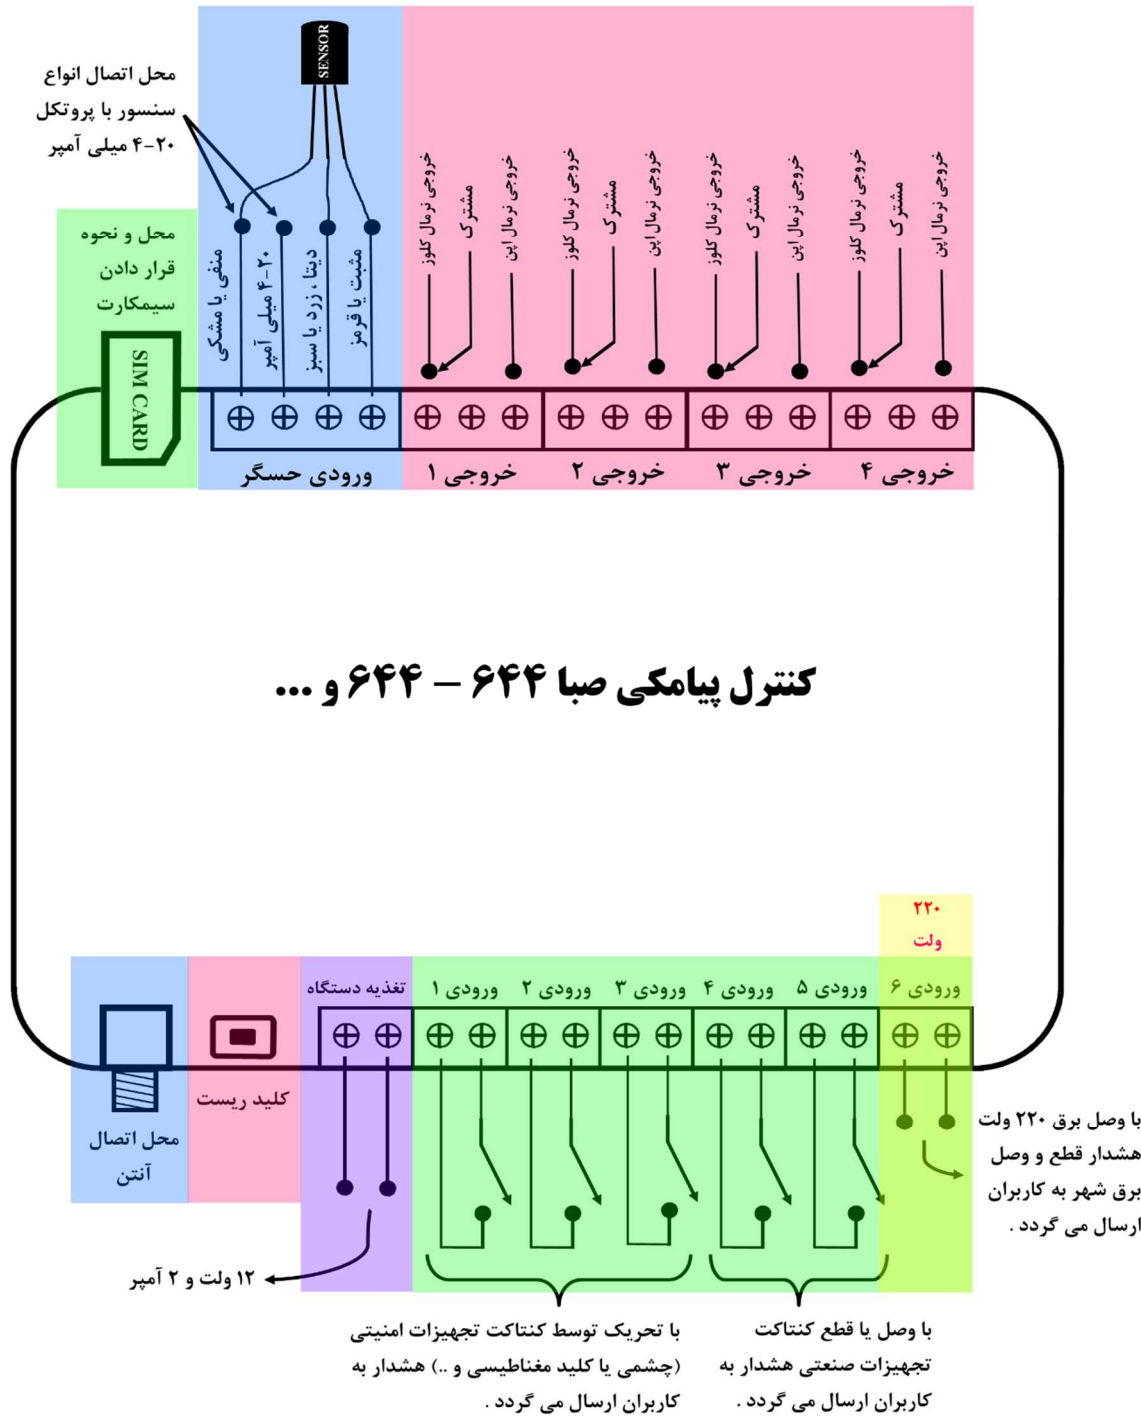 SENSOR
محل اتصال انواع
سنسور با پروتکل
۴-۲۰ میلی آمپر
محل و نحوه
قرار دادن
سیمکارت
SIM CARD
منفی یا مشکی
۴-۲۰ میلی آمپر
دیتا ، زرد یا سبز
مثبت یا قرمز
خروجی نرمال کلوز
مشترک
خروجی نرمال اپن
خروجی نرمال کلوز
مشترک
خروجی نرمال اپن
خروجی نرمال کلوز
مشترک
خروجی نرمال اپن
خروجی نرمال کلوز
مشترک
خروجی نرمال اپن
ورودی حسگر
خروجی ۱
خروجی ۲
خروجی ۳
خروجی ۴
کنترل پیامکی صبا ۶۴۴ – ۶۴۴ و ...
۲۲۰
ولت
تغذیه دستگاه
ورودی ۱
ورودی ۲
ورودی ۳
ورودی ۴
ورودی ۵
ورودی ۶
کلید ریست
محل اتصال
آنتن
۱۲ ولت و ۲ آمپر
با وصل برق ۲۲۰ ولت
هشدار قطع و وصل
برق شهر به کاربران
ارسال می گردد .
با تحریک توسط کنتاکت تجهیزات امنیتی
(چشمی یا کلید مغناطیسی و ..) هشدار به
کاربران ارسال می گردد .
با وصل یا قطع کنتاکت
تجهیزات صنعتی هشدار به
کاربران ارسال می گردد .